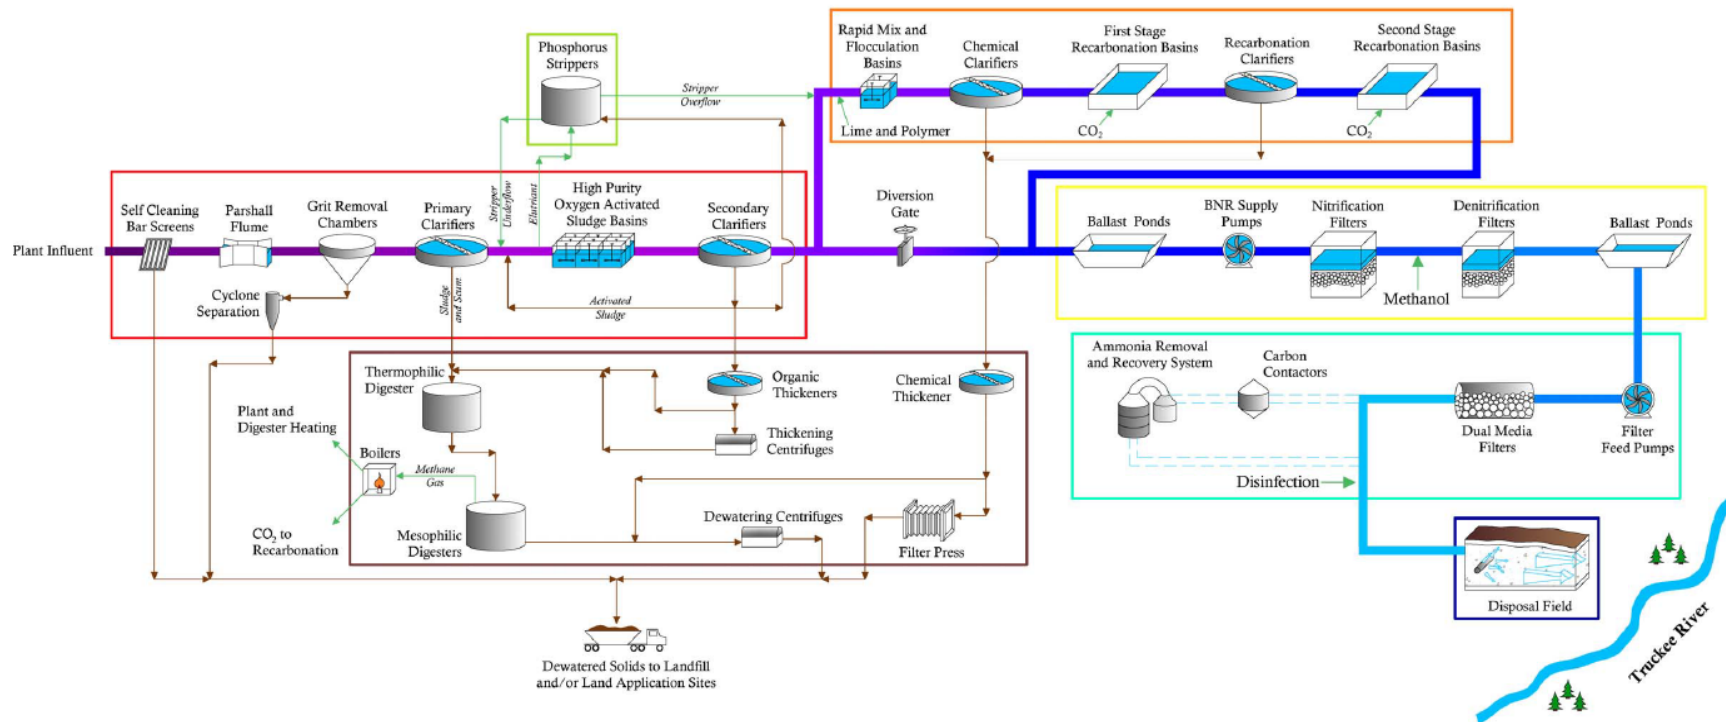 Phosphorus
Strippers
Stripper
Overflow
Rapid Mix and
Flocculation
Basins
Chemical
Clarifiers
First Stage
Recarbonation Basins
Recarbonation
Clarifiers
Second Stage
Recarbonation Basins
Lime and Polymer
CO₂
CO₂
Plant Influent
Self Cleaning
Bar Screens
Parshall
Flume
Grit Removal
Chambers
Primary
Clarifiers
Stripper
Underflow
Elutriant
High Purity
Oxygen Activated
Sludge Basins
Secondary
Clarifiers
Diversion
Gate
Cyclone
Separation
Sludge
and Scum
Activated
Sludge
Ballast Ponds
BNR Supply
Pumps
Nitrification
Filters
Denitrification
Filters
Ballast Ponds
Methanol
Thermophilic
Digester
Organic
Thickeners
Chemical
Thickener
Thickening
Centrifuges
Plant and
Digester Heating
Boilers
Methane
Gas
CO₂ to
Recarbonation
Mesophilic
Digesters
Dewatering Centrifuges
Filter Press
Ammonia Removal
and Recovery System
Carbon
Contactors
Dual Media
Filters
Filter
Feed Pumps
Disinfection
Disposal Field
Truckee River
Dewatered Solids to Landfill
and/or Land Application Sites